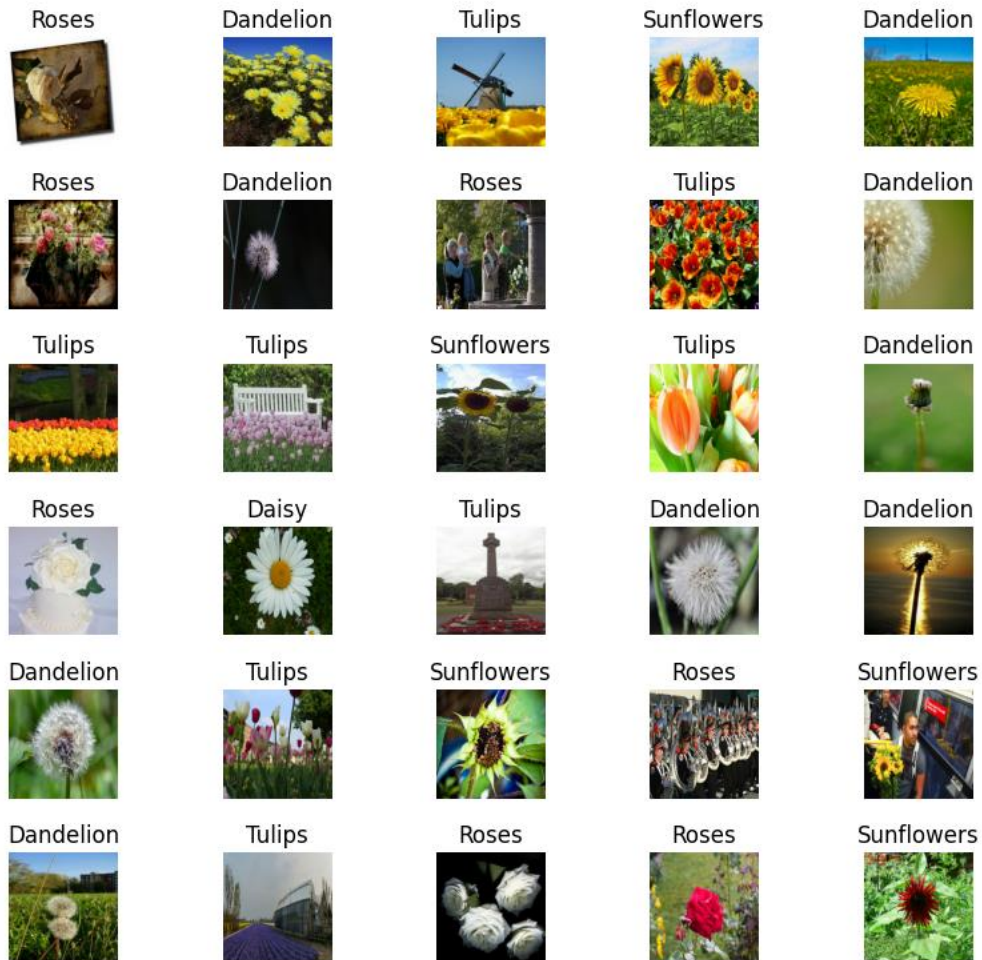 Roses Dandelion Tulips Sunflowers Dandelion
Roses Dandelion Roses Tulips Dandelion
Tulips Tulips Sunflowers Tulips Dandelion
Roses Daisy Tulips Dandelion Dandelion
Dandelion Tulips Sunflowers Roses Sunflowers
Dandelion Tulips Roses Roses Sunflowers